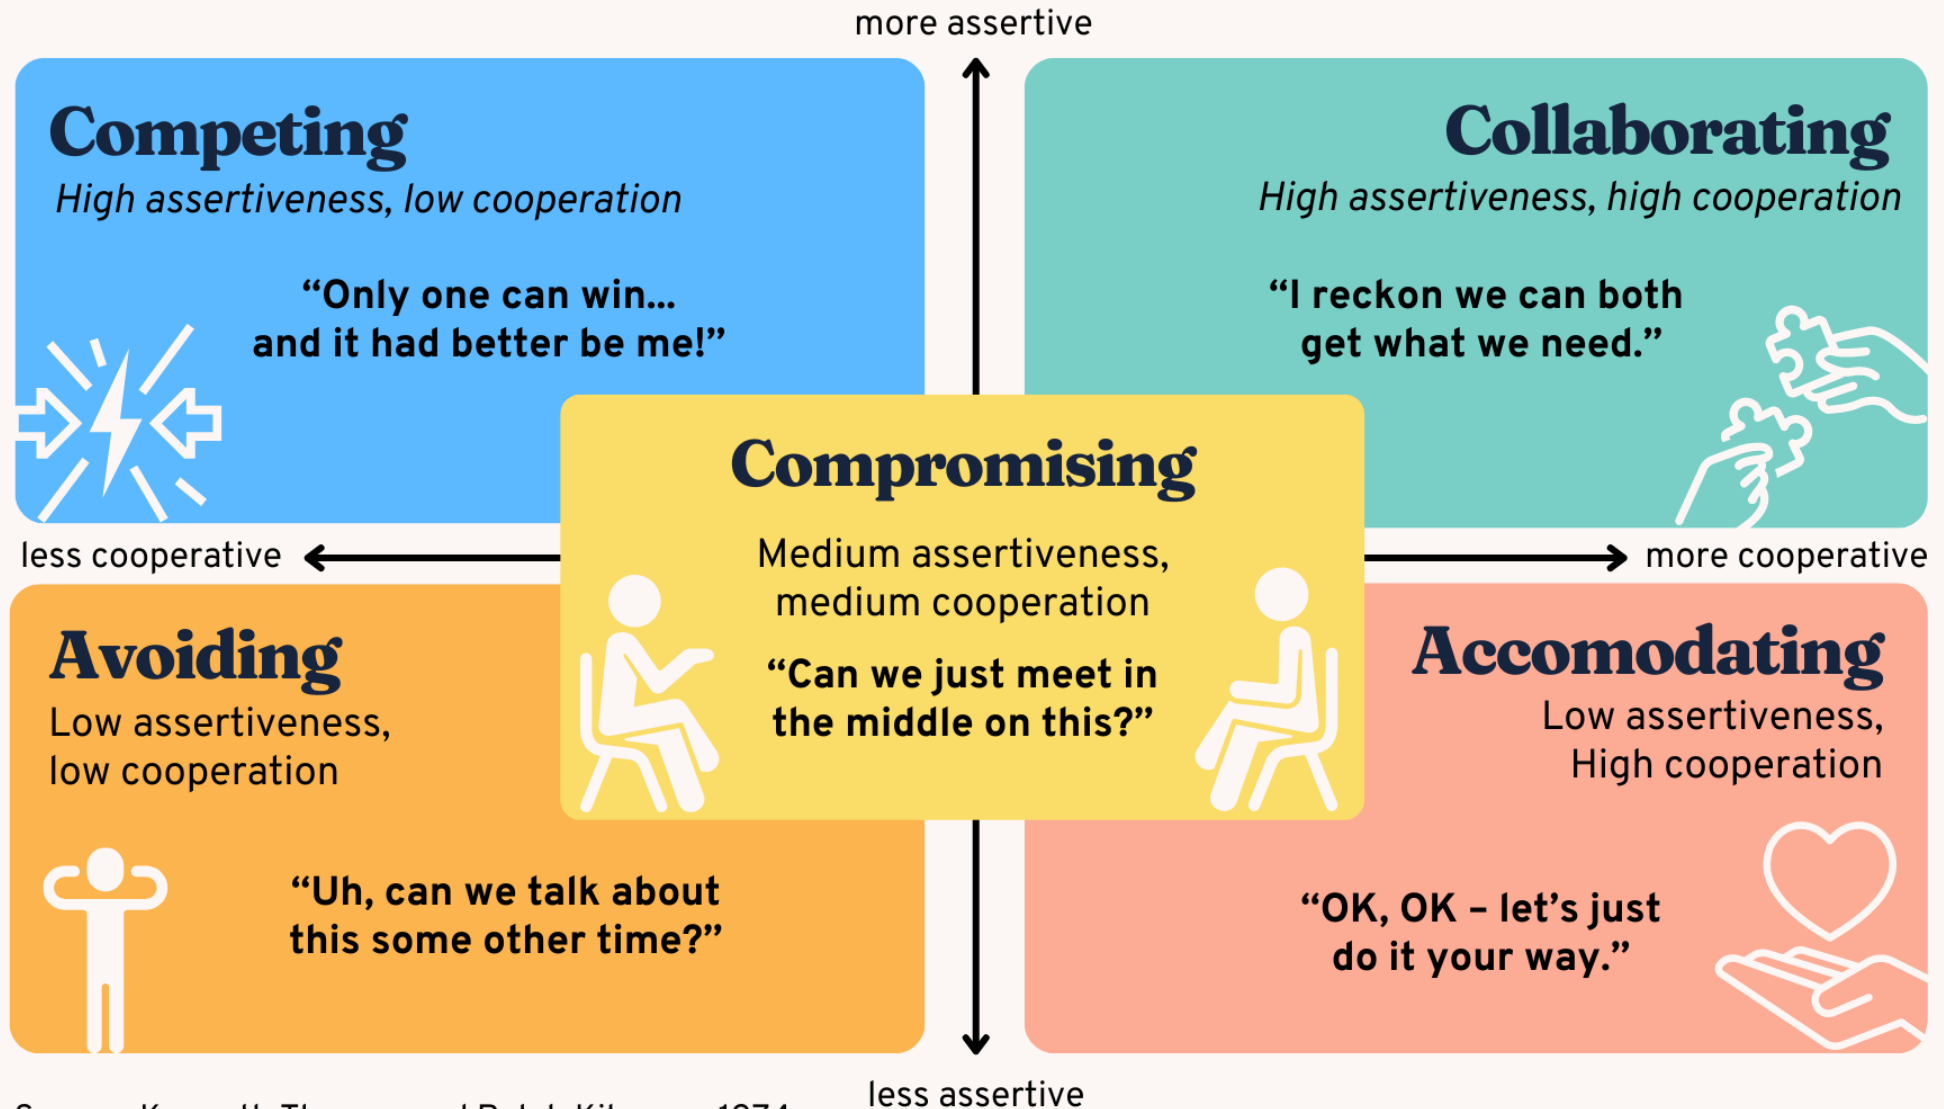 more assertive
Competing
High assertiveness, low cooperation
“Only one can win...
and it had better be me!”
Collaborating
High assertiveness, high cooperation
“I reckon we can both
get what we need.”
Compromising
Medium assertiveness,
medium cooperation
“Can we just meet in
the middle on this?”
less cooperative
more cooperative
Avoiding
Low assertiveness,
low cooperation
“Uh, can we talk about
this some other time?”
Accomodating
Low assertiveness,
High cooperation
“OK, OK – let’s just
do it your way.”
less assertive